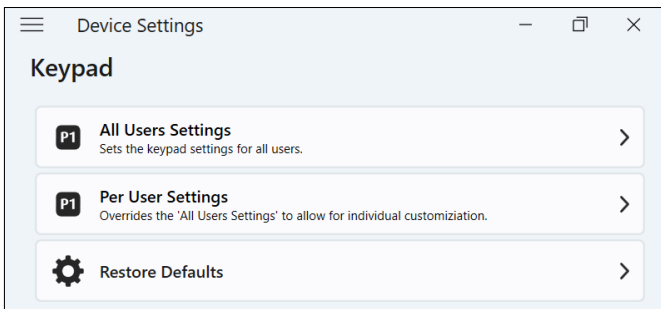 Device Settings
Keypad
P1
All Users Settings
Sets the keypad settings for all users.
P1
Per User Settings
Overrides the 'All Users Settings' to allow for individual customiziation.
Restore Defaults